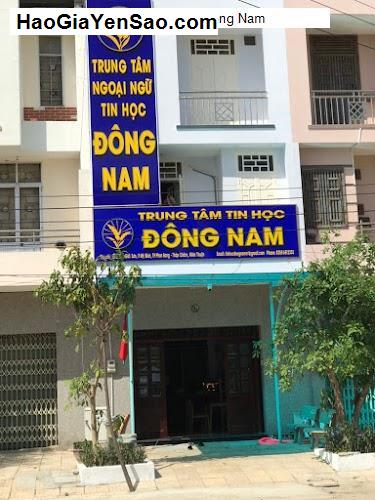 HaoGiaYenSao.com
ng Nam
TRUNG TÂM
NGOẠI NGỮ
TIN HỌC
ĐÔNG
NAM
TRUNG TÂM TIN HỌC
ĐÔNG NAM